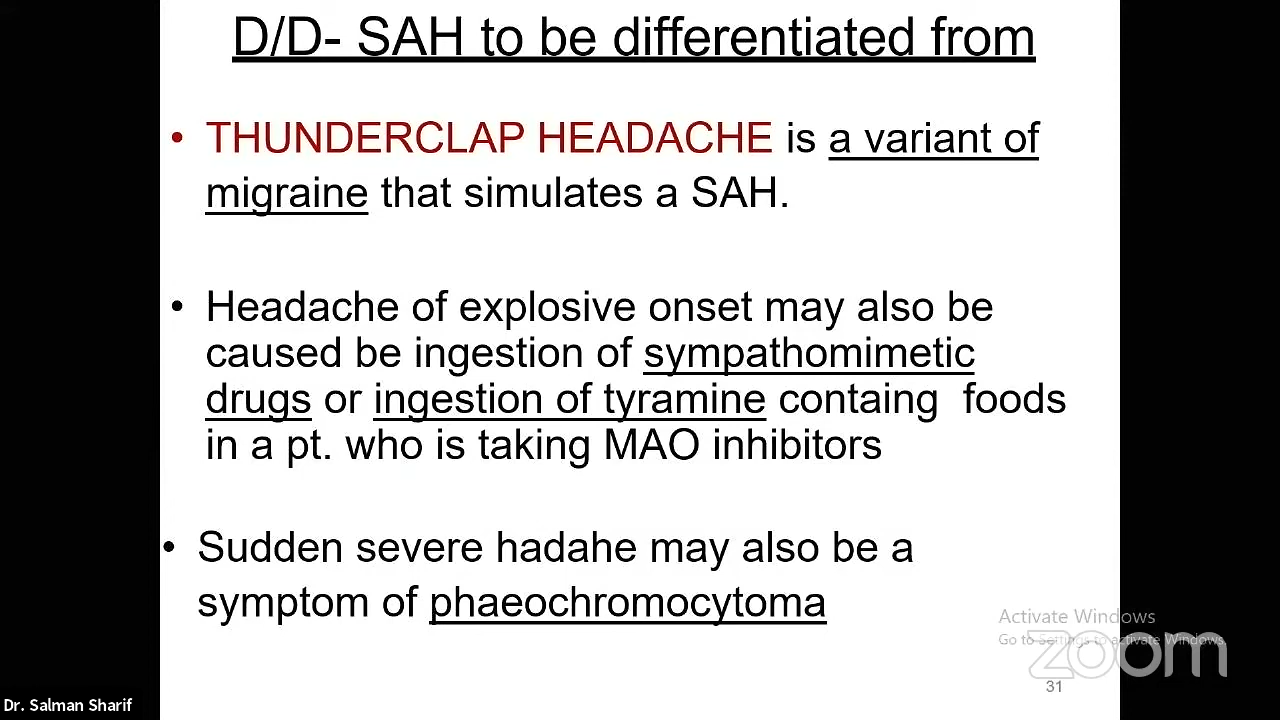 D/D- SAH to be differentiated from
• THUNDERCLAP HEADACHE is a variant of
migraine that simulates a SAH.
• Headache of explosive onset may also be
caused be ingestion of sympathomimetic
drugs or ingestion of tyramine containg foods
in a pt. who is taking MAO inhibitors
• Sudden severe hadahe may also be a
symptom of phaeochromocytoma
Activate Windows
Go to Settings to activate Windows.
zoom
31
Dr. Salman Sharif